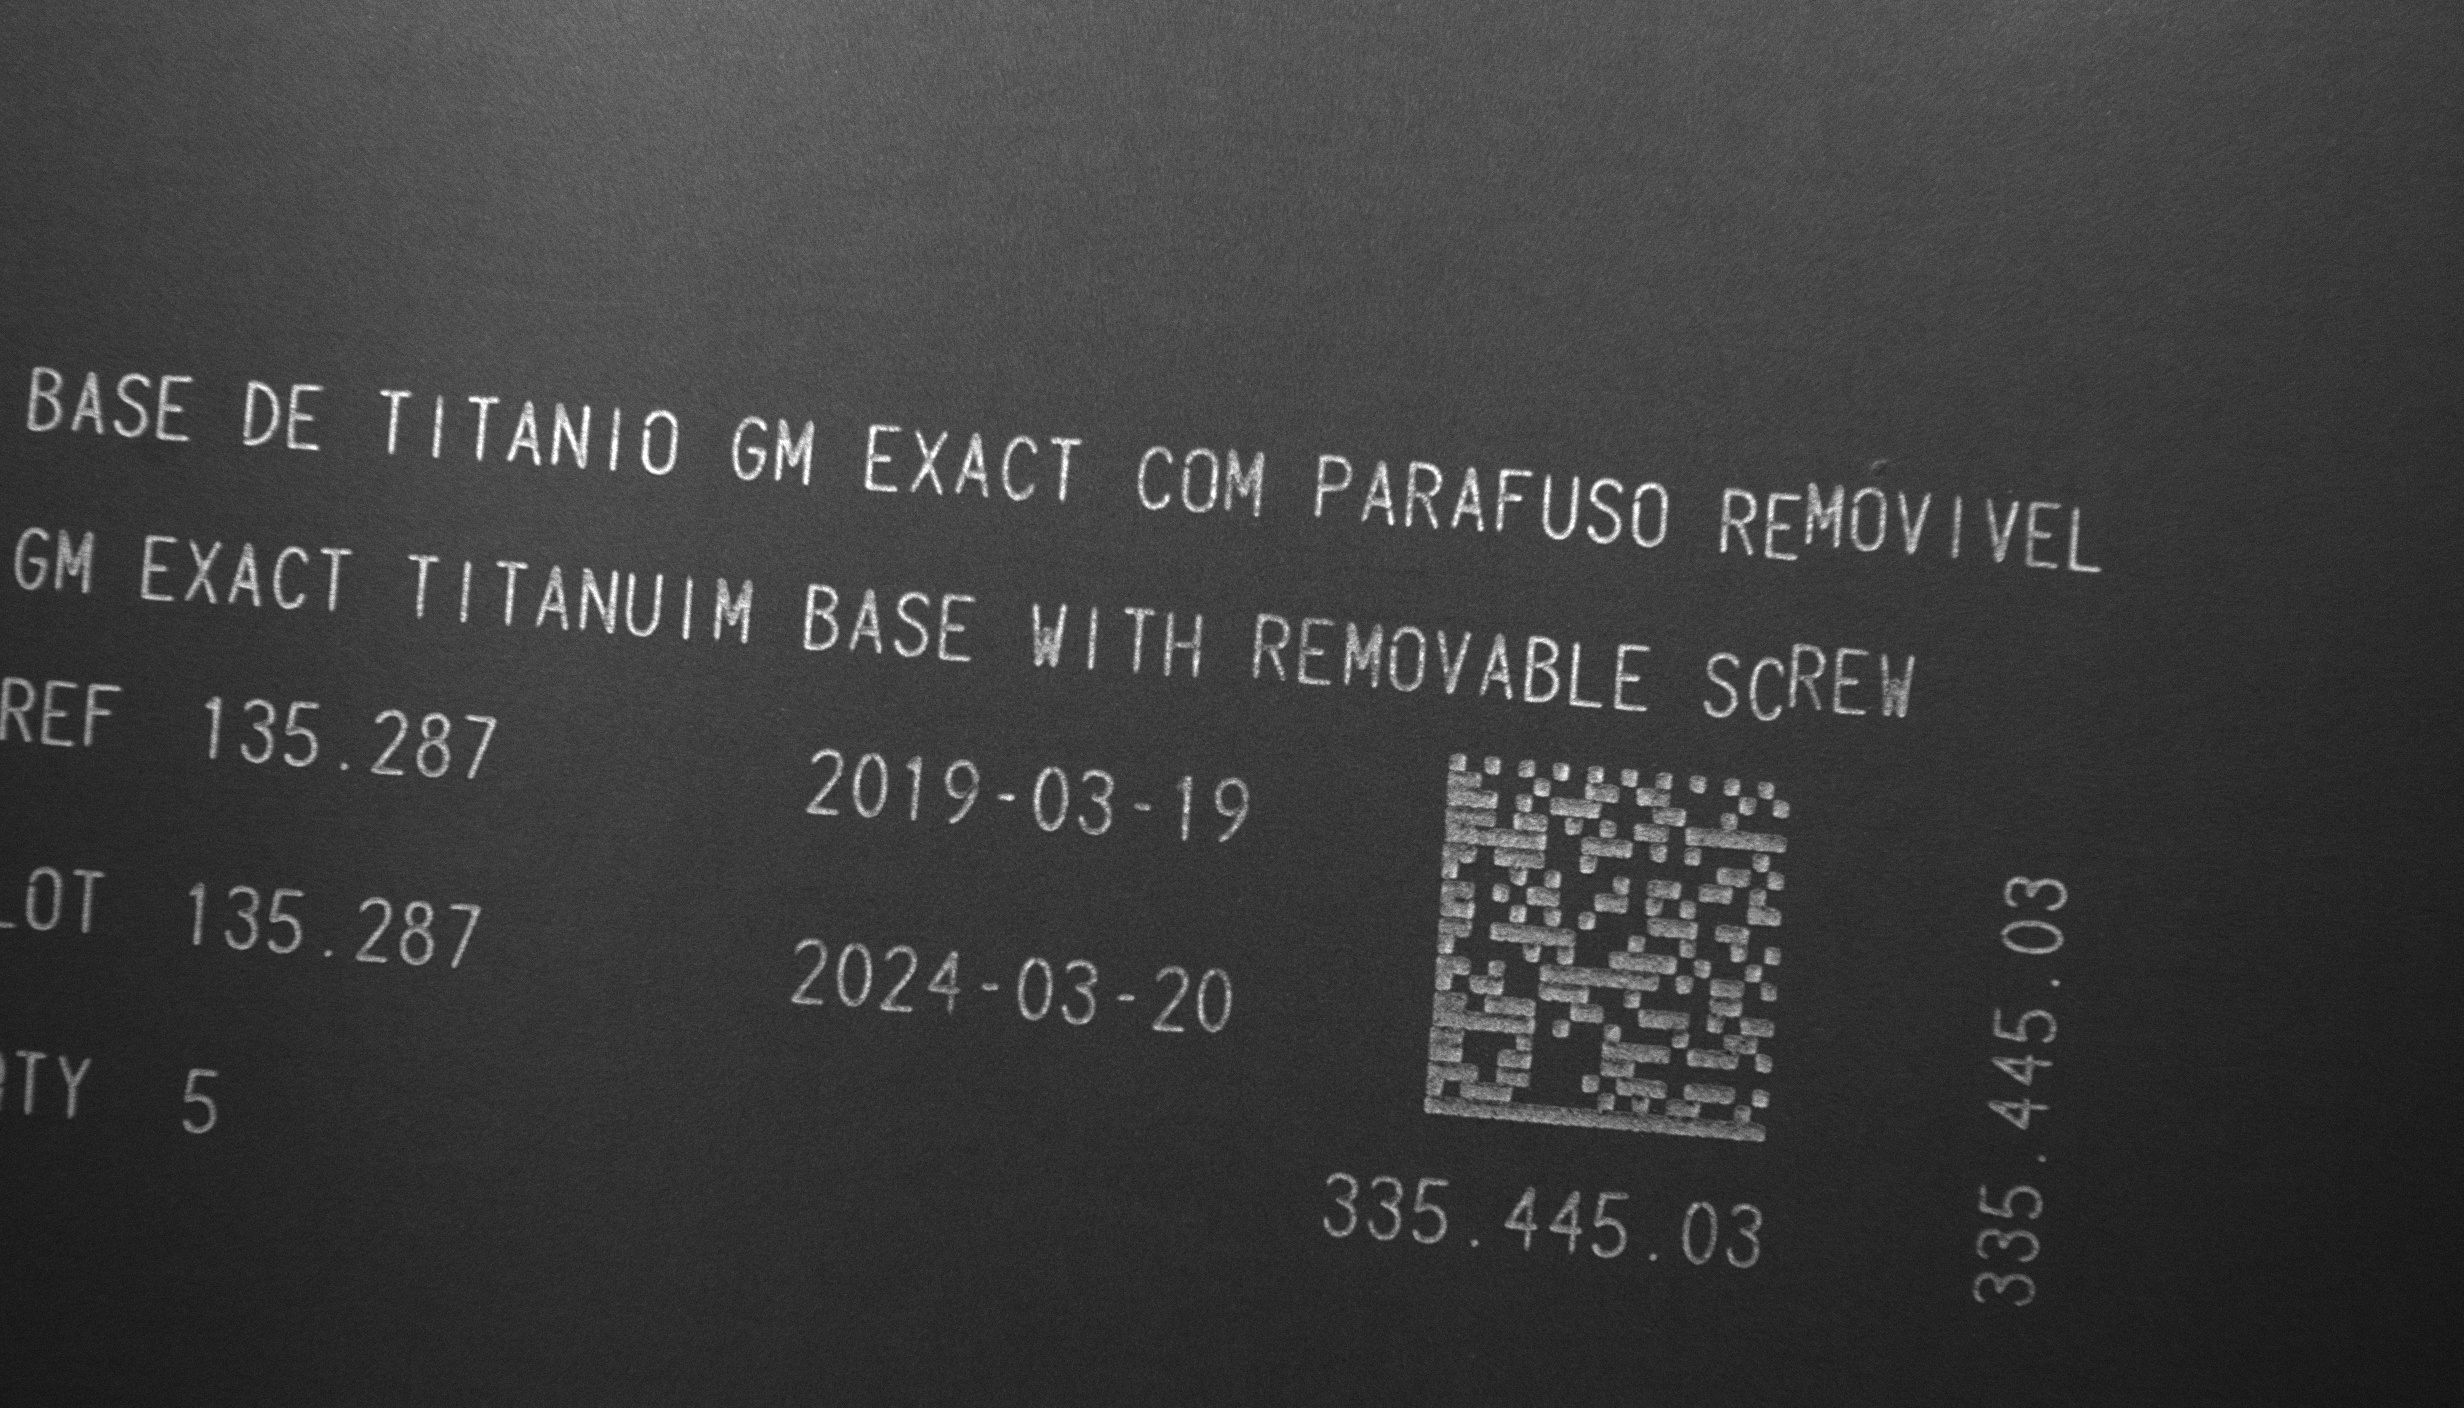 BASE DE TITANIO GM EXACT COM PARAFUSO REMÓVIVEL
GM EXACT TITANUIM BASE WITH REMOVABLE SCREW
REF 135.287
2019-03-19
LOT 135.287
2024-03-20
QTY 5
335.445.03
335.445.03